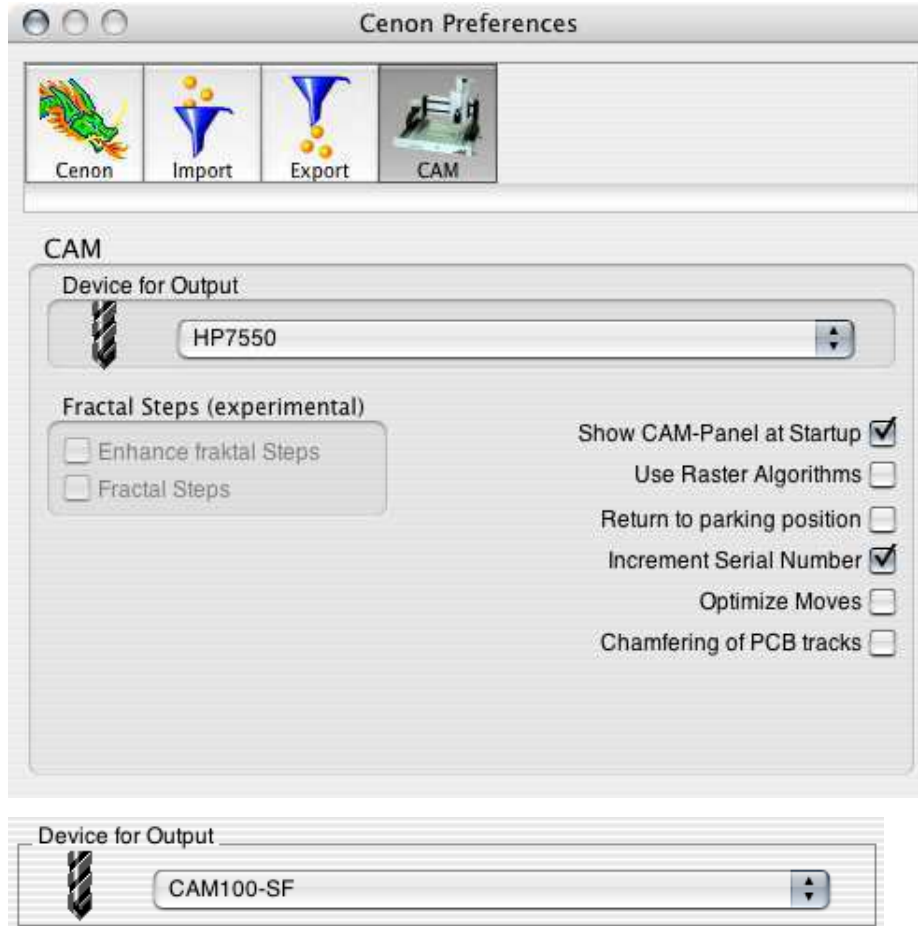 Cenon Preferences
Cenon Import Export CAM
CAM
Device for Output
HP7550
Fractal Steps (experimental)
Enhance fraktal Steps
Fractal Steps
Show CAM-Panel at Startup
Use Raster Algorithms
Return to parking position
Increment Serial Number
Optimize Moves
Chamfering of PCB tracks
Device for Output
CAM100-SF